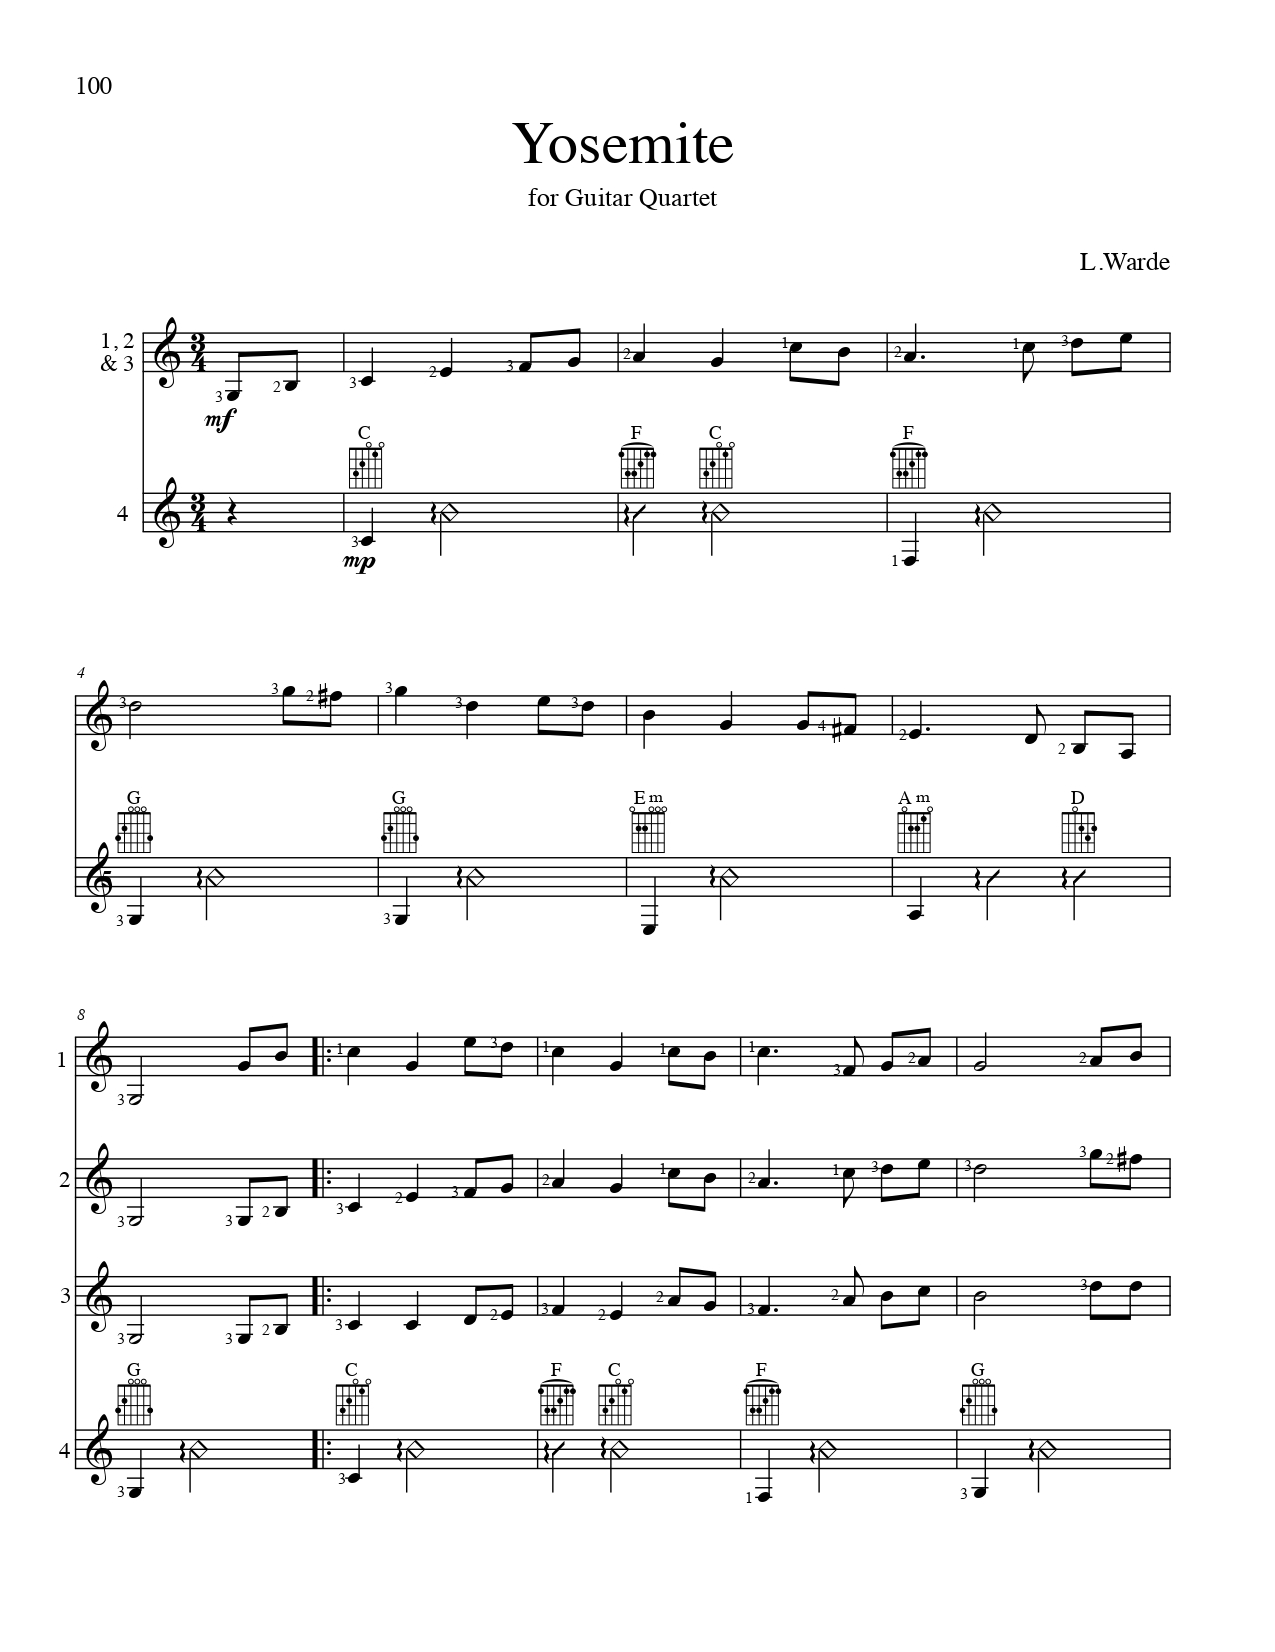 100
Yosemite
for Guitar Quartet
L.Warde
1, 2
& 3
3
4
3 2 3 2 3 2 1 2 1 3
mf
C F C F
4
3
4
3 1
mp
4
3 3 2 3 3 3 4 2 2
G G Em Am D
3 3
8
1
3 1 3 1 1 1 3 2 2
2
3 3 2 3 2 3 2 1 2 1 3 3 3 2
3
3 3 2 3 2 3 2 2 3 2 3
G C F C F G
4
3 3 1 3